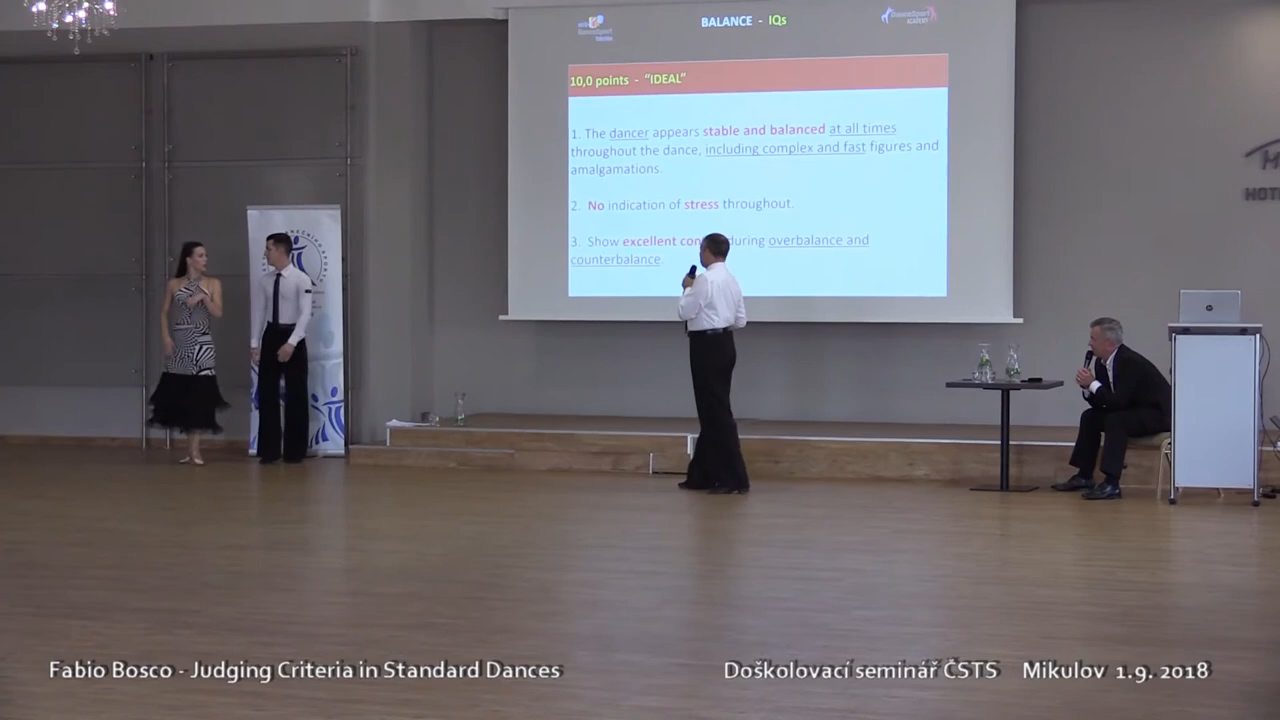 BALANCE - IQs
DanceSport
10,0 points - "IDEAL"
1. The dancer appears stable and balanced at all times
throughout the dance, including complex and fast figures and
amalgamations.
2. No indication of stress throughout.
3. Show excellent during overbalance and
counterbalance.
Fabio Bosco - Judging Criteria in Standard Dances
Doškolovací seminář ČSTS Mikulov 1.9. 2018